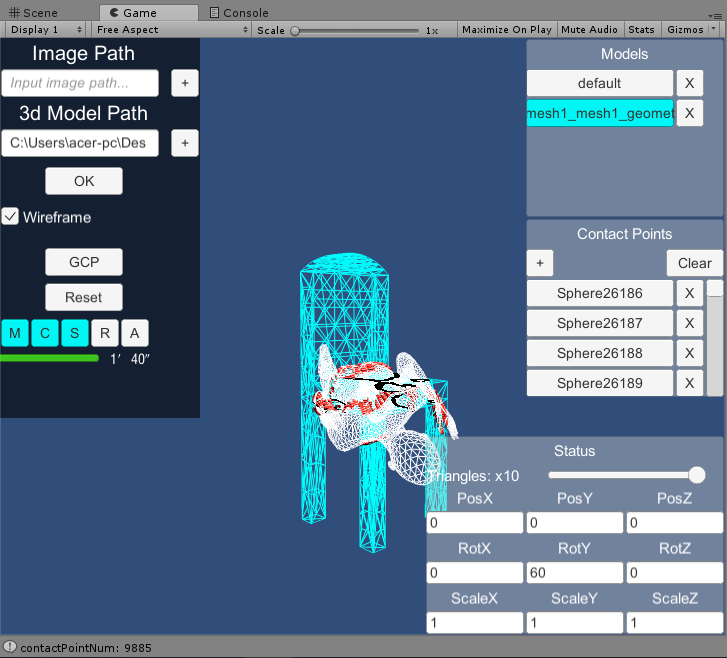 Scene Game Console
Display 1 Free Aspect Scale 1x Maximize On Play Mute Audio Stats Gizmos
Image Path
Input image path...
+
3d Model Path
C:\Users\acer-pc\Des
+
OK
Wireframe
GCP
Reset
M C S R A
1′ 40″
Models
default X
mesh1_mesh1_geomet X
Contact Points
+ Clear
Sphere26186 X
Sphere26187 X
Sphere26188 X
Sphere26189 X
Status
Triangles: x10
PosX PosY PosZ
0 0 0
RotX RotY RotZ
0 60 0
ScaleX ScaleY ScaleZ
1 1 1
contactPointNum: 9885